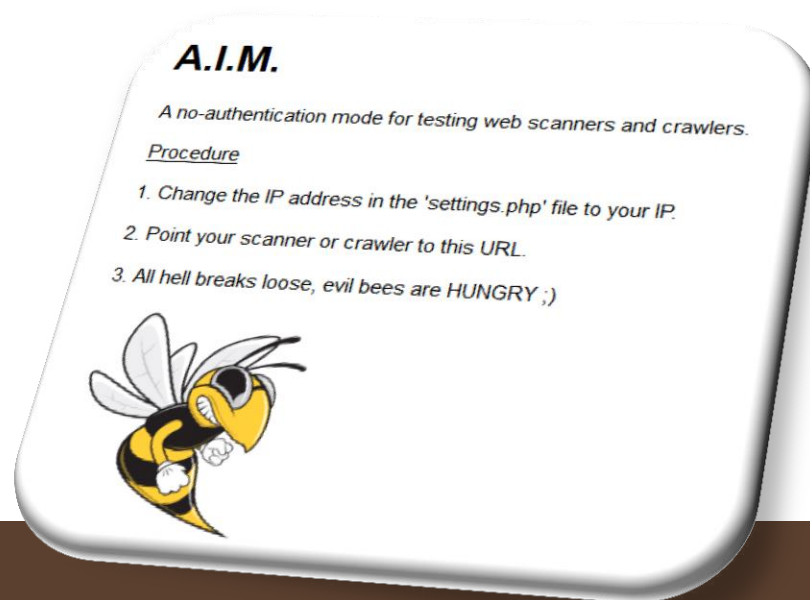 A.I.M.
A no-authentication mode for testing web scanners and crawlers.
Procedure
1. Change the IP address in the 'settings.php' file to your IP.
2. Point your scanner or crawler to this URL.
3. All hell breaks loose, evil bees are HUNGRY ;)